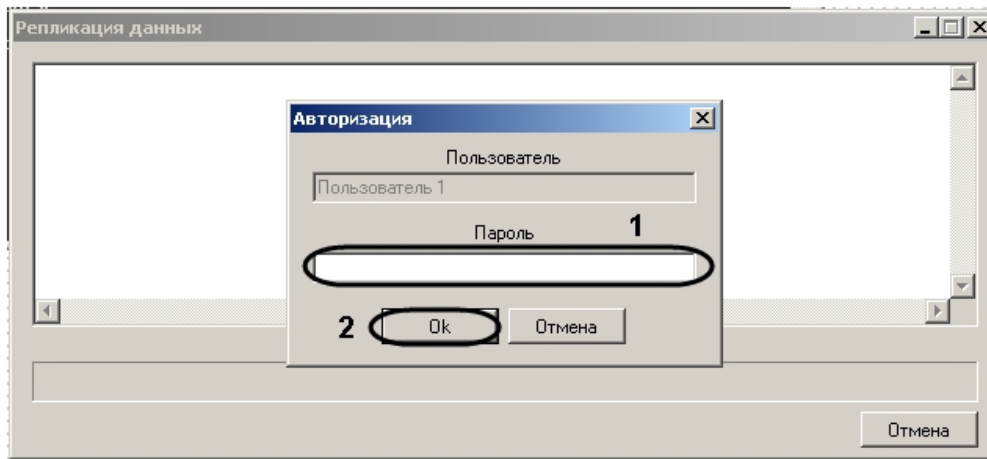 Репликация данных
Авторизация
Пользователь
Пользователь 1
Пароль
1
2
Ok
Отмена
Отмена